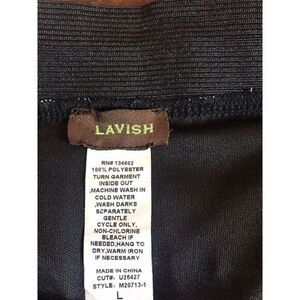 LAVISH
RN# 134602
100% POLYESTER
TURN GARMENT
INSIDE OUT
,MACHINE WASH IN
COLD WATER
,WASH DARKS
SEPARATELY
GENTLE
CYCLE ONLY,
NON-CHLORINE
BLEACH IF
NEEDED,HANG TO
DRY,WARM IRON
IF NECESSARY
MADE IN CHINA
CUT#: U26427
STYLE: M20713-1
L